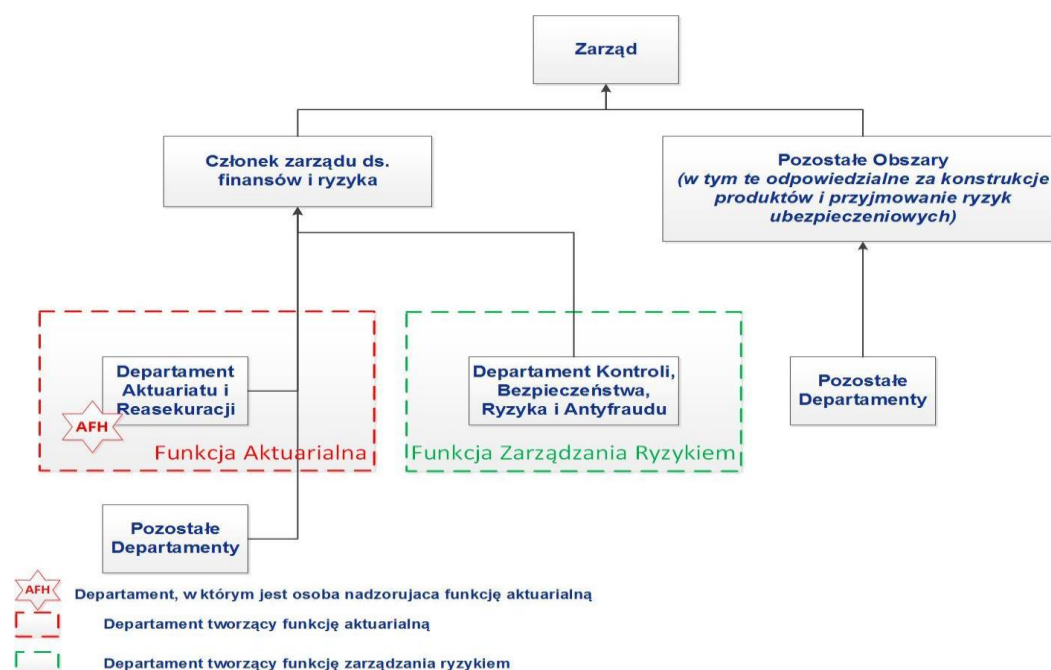 Zarząd
Członek zarządu ds.
finansów i ryzyka
Pozostałe Obszary
(w tym te odpowiedzialne za konstrukcje
produktów i przyjmowanie ryzyk
ubezpieczeniowych)
Departament
Aktuariatu i
Reasekuracji
AFH
Funkcja Aktuarialna
Departament Kontroli,
Bezpieczeństwa,
Ryzyka i Antyfraudu
Funkcja Zarządzania Ryzykiem
Pozostałe
Departamenty
Pozostałe
Departamenty
AFH
Departament, w którym jest osoba nadzorujaca funkcję aktuarialną
Departament tworzący funkcję aktuarialną
Departament tworzący funkcję zarządzania ryzykiem